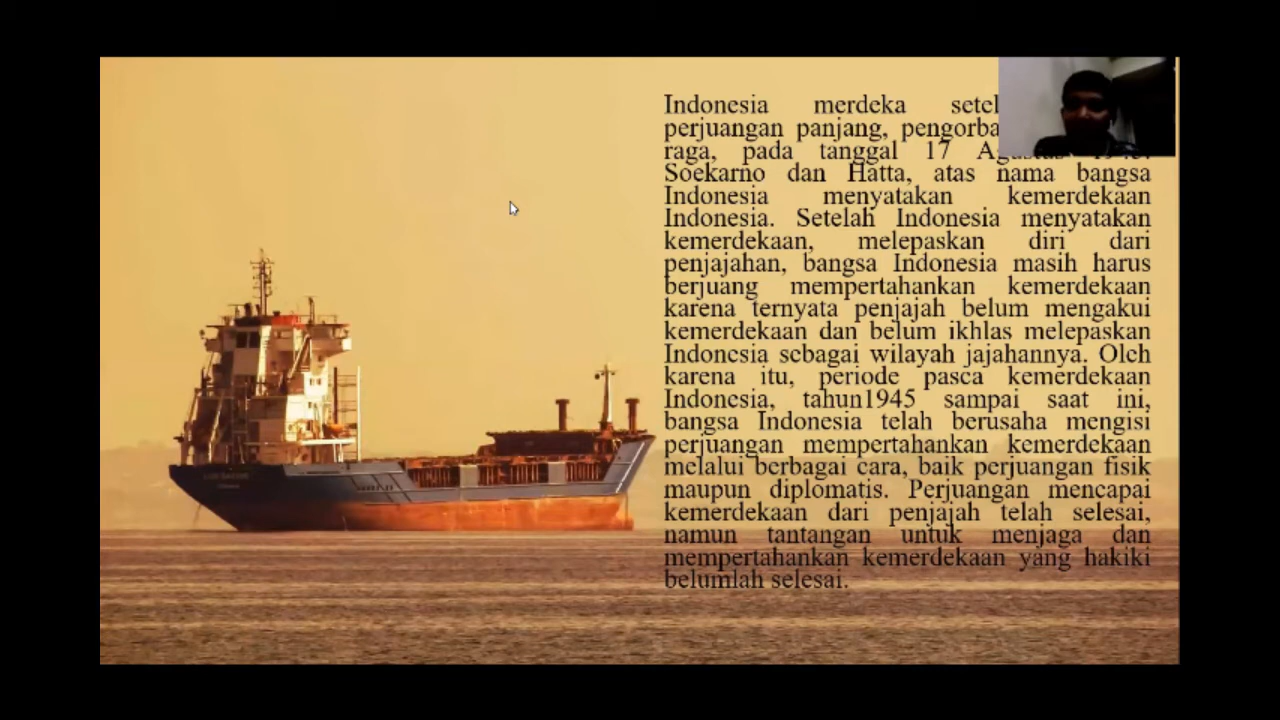 Indonesia merdeka
perjuangan panjang,
raga, pada tanggal 17
Soekarno dan Hatta, atas nama bangsa
Indonesia menyatakan kemerdekaan
Indonesia. Setelah Indonesia menyatakan
kemerdekaan, melepaskan diri dari
penjajahan, bangsa Indonesia masih harus
berjuang mempertahankan kemerdekaan
karena ternyata penjajah belum mengakui
kemerdekaan dan belum ikhlas melepaskan
Indonesia sebagai wilayah jajahannya. Oleh
karena itu, periode pasca kemerdekaan
Indonesia, tahun1945 sampai saat ini,
bangsa Indonesia telah berusaha mengisi
perjuangan mempertahankan kemerdekaan
melalui berbagai cara, baik perjuangan fisik
maupun diplomatis. Perjuangan mencapai
kemerdekaan dari penjajah telah selesai,
namun tantangan untuk menjaga dan
mempertahankan kemerdekaan yang hakiki
belumlah selesai.